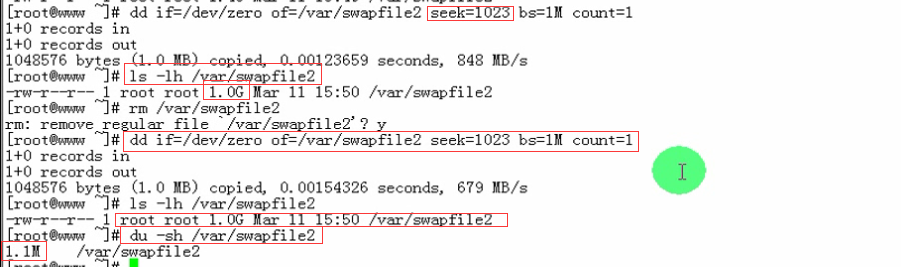 [root@www ~]# dd if=/dev/zero of=/var/swapfile2 seek=1023 bs=1M count=1
1+0 records in
1+0 records out
1048576 bytes (1.0 MB) copied, 0.00123659 seconds, 848 MB/s
[root@www ~]# ls -lh /var/swapfile2
-rw-r--r-- 1 root root 1.0G Mar 11 15:50 /var/swapfile2
[root@www ~]# rm /var/swapfile2
rm: remove regular file `/var/swapfile2'? y
[root@www ~]# dd if=/dev/zero of=/var/swapfile2 seek=1023 bs=1M count=1
1+0 records in
1+0 records out
1048576 bytes (1.0 MB) copied, 0.00154326 seconds, 679 MB/s
[root@www ~]# ls -lh /var/swapfile2
-rw-r--r-- 1 root root 1.0G Mar 11 15:50 /var/swapfile2
[root@www ~]# du -sh /var/swapfile2
1.1M    /var/swapfile2
[root@www ~]#